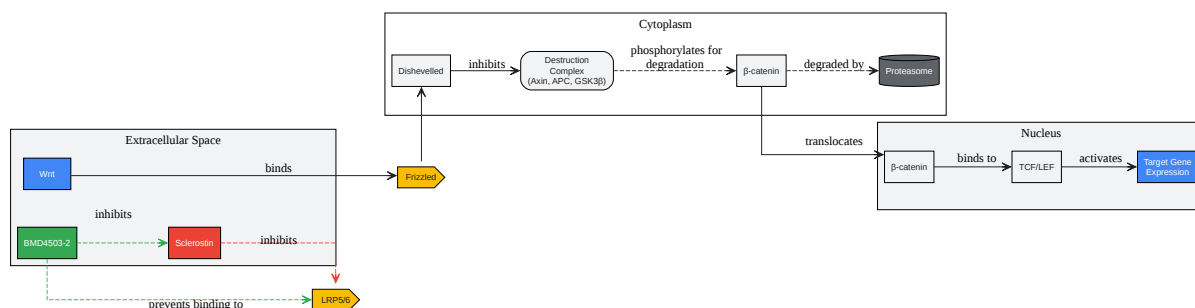 Cytoplasm
Dishevelled
inhibits
Destruction
Complex
(Axin, APC, GSK3β)
phosphorylates for
degradation
β-catenin
degraded by
Proteasome
Extracellular Space
Wnt
binds
Frizzled
translocates
Nucleus
β-catenin
binds to
TCF/LEF
activates
Target Gene
Expression
inhibits
BMD4503-2
Sclerostin
inhibits
prevents binding to
LRP5/6